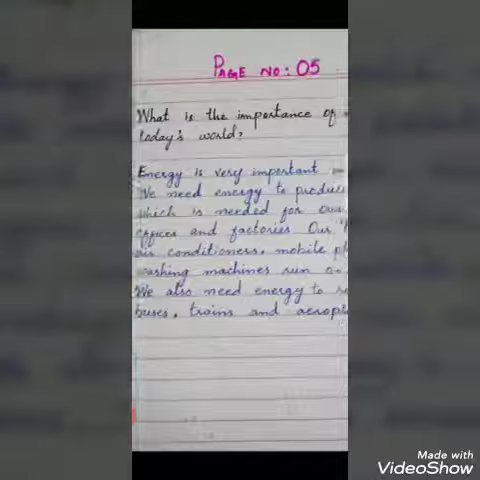 PAGE NO: 05
What is the importance of
today's world?
Energy is very important
We need energy to produce
which is needed for our
offices and factories Our
air conditioners, mobile
washing machines run on
We also need energy to
buses, trains and
Made with
VideoShow